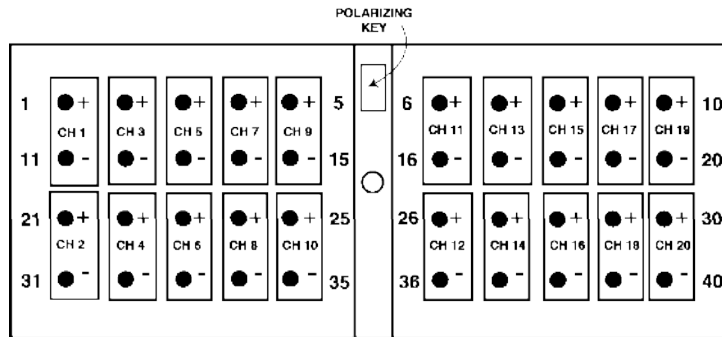 POLARIZING
KEY
1 + + + + + 5 6 + + + + + 10
CH 1 CH 3 CH 5 CH 7 CH 9 CH 11 CH 13 CH 15 CH 17 CH 19
11 - - - - - 15 16 - - - - - 20
21 + + + + + 25 26 + + + + + 30
CH 2 CH 4 CH 6 CH 8 CH 10 CH 12 CH 14 CH 16 CH 18 CH 20
31 - - - - - 35 36 - - - - - 40